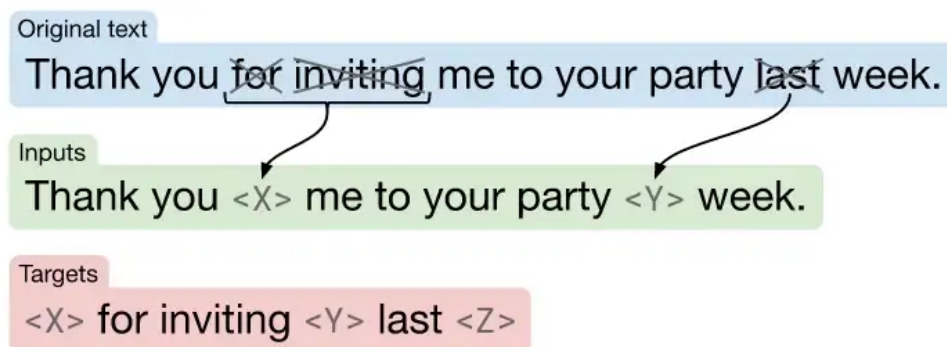 Original text
Thank you for inviting me to your party last week.
Inputs
Thank you <X> me to your party <Y> week.
Targets
<X> for inviting <Y> last <Z>